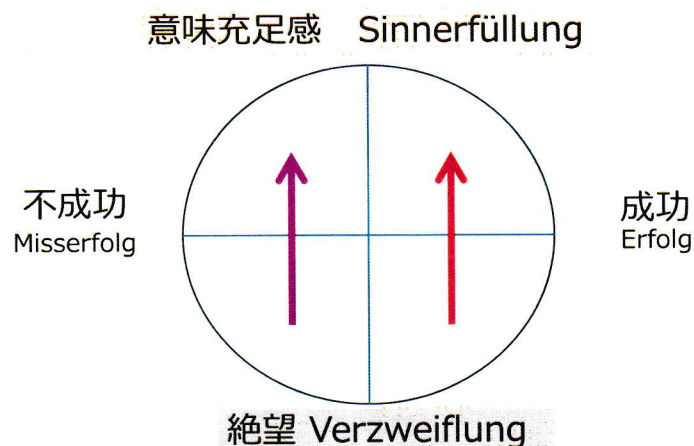 意味充足感 Sinnerfüllung
不成功
Misserfolg
成功
Erfolg
絶望 Verzweiflung